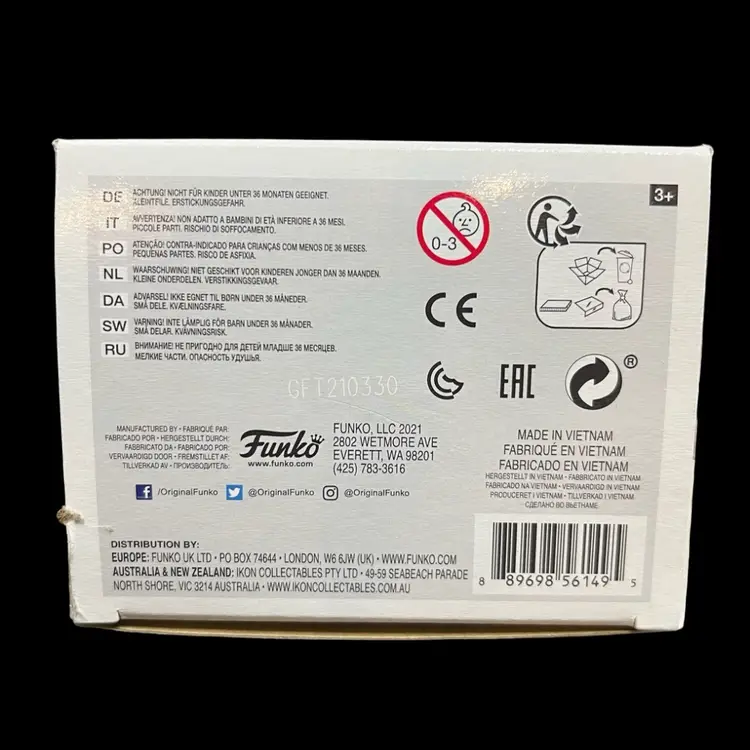 DE ACHTUNG! NICHT FÜR KINDER UNTER 36 MONATEN GEEIGNET.
KLEINTEILE. ERSTICKUNGSGEFAHR.
IT AVVERTENZA! NON ADATTO A BAMBINI DI ETÀ INFERIORE A 36 MESI.
PICCOLE PARTI. RISCHIO DI SOFFOCAMENTO.
PO ATENÇÃO! CONTRA-INDICADO PARA CRIANÇAS COM MENOS DE 36 MESES.
PEQUENAS PARTES. RISCO DE ASFIXIA.
NL WAARSCHUWING! NIET GESCHIKT VOOR KINDEREN JONGER DAN 36 MAANDEN.
KLEINE ONDERDELEN. VERSTIKKINGSGEVAAR.
DA ADVARSEL! IKKE EGNET TIL BØRN UNDER 36 MÅNEDER.
SMÅ DELE. KVÆLNINGSFARE.
SW VARNING! INTE LÄMPLIG FÖR BARN UNDER 36 MÅNADER.
SMÅ DELAR. KVÄVNINGSRISK.
RU ВНИМАНИЕ! НЕ ПРИГОДНО ДЛЯ ДЕТЕЙ МЛАДШЕ 36 МЕСЯЦЕВ.
МЕЛКИЕ ЧАСТИ. ОПАСНОСТЬ УДУШЬЯ.
0-3
3+
CE
EAC
®
GFT210330
MANUFACTURED BY • FABRIQUÉ PAR:
FABRICADO POR • HERGESTELLT DURCH:
FABBRICATO DA • FABRICADO POR:
VERVAARDIGD DOOR • FREMSTILLET AF:
TILLVERKAD AV • ПРОИЗВОДИТЕЛЬ:
Funko
www.funko.com
FUNKO, LLC 2021
2802 WETMORE AVE
EVERETT, WA 98201
(425) 783-3616
MADE IN VIETNAM
FABRIQUÉ EN VIETNAM
FABRICADO EN VIETNAM
HERGESTELLT IN VIETNAM • FABBRICATO IN VIETNAM
FABRICADO NA VIETNAM • VERVAARDIGD IN VIETNAM
PRODUCERET I VIETNAM • TILLVERKAD I VIETNAM
СДЕЛАНО ВО ВЬЕТНАМЕ
/OriginalFunko @OriginalFunko @OriginalFunko
DISTRIBUTION BY:
EUROPE: FUNKO UK LTD • PO BOX 74644 • LONDON, W6 6JW (UK) • WWW.FUNKO.COM
AUSTRALIA & NEW ZEALAND: IKON COLLECTABLES PTY LTD • 49-59 SEABEACH PARADE
NORTH SHORE, VIC 3214 AUSTRALIA • WWW.IKONCOLLECTABLES.COM.AU
8 89698 56149 5